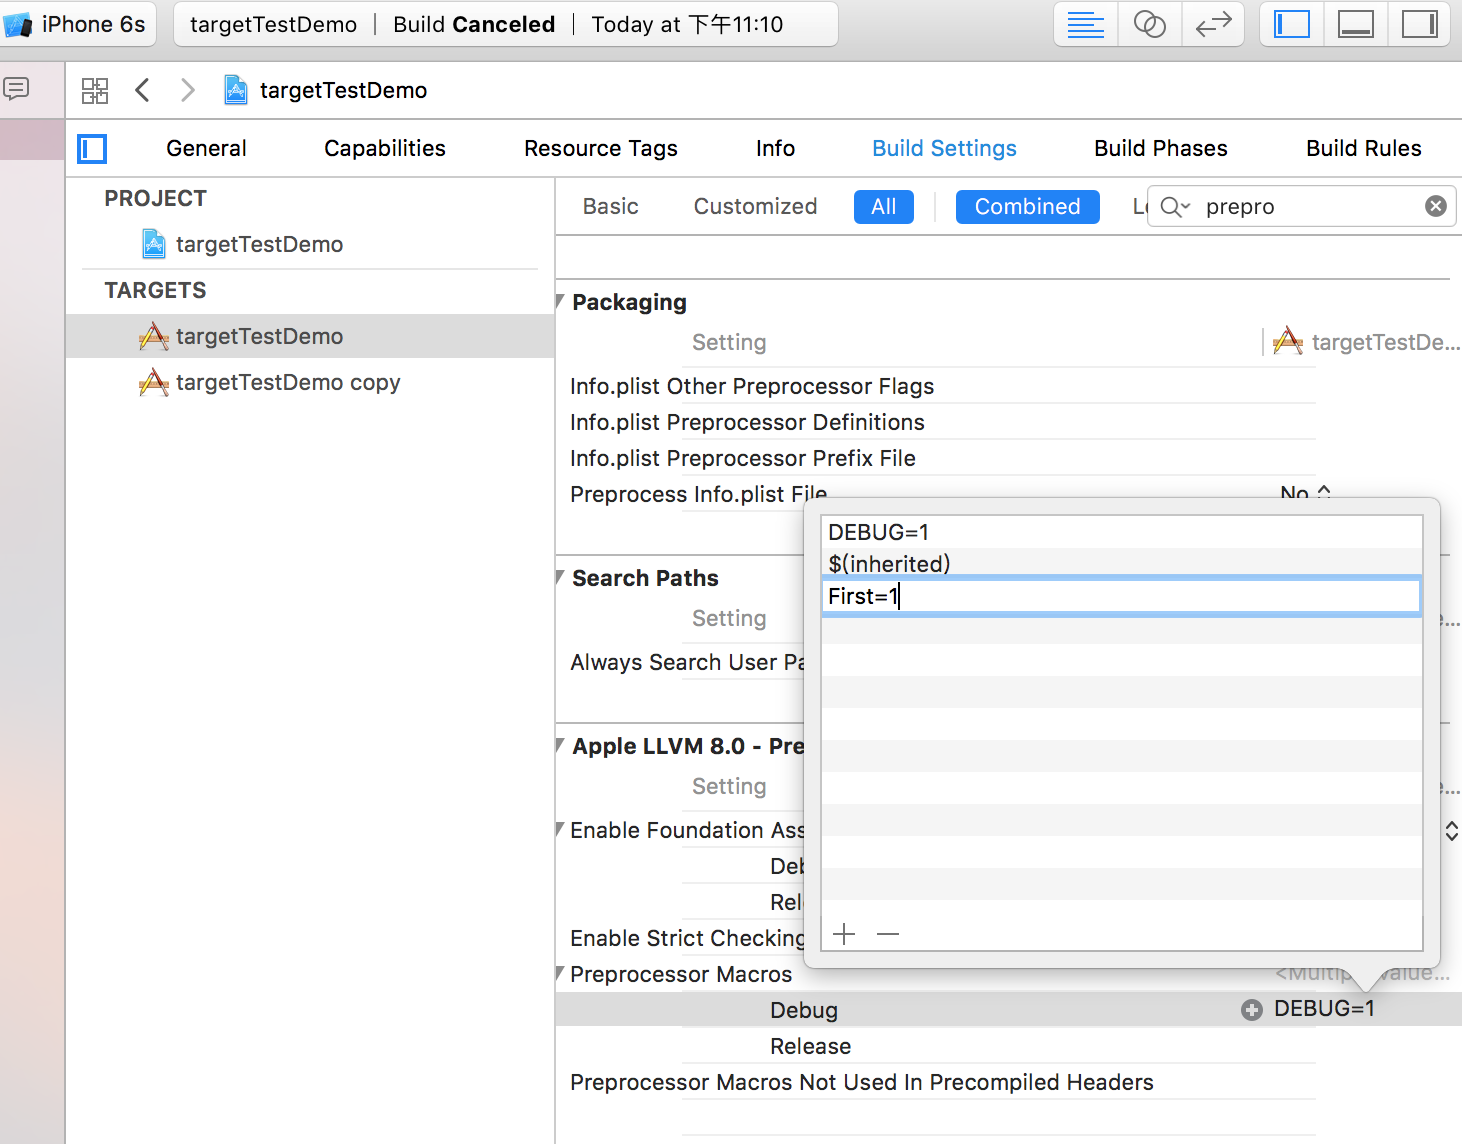 iPhone 6s
targetTestDemo | Build Canceled | Today at 下午11:10
targetTestDemo
General Capabilities Resource Tags Info Build Settings Build Phases Build Rules
PROJECT
targetTestDemo
TARGETS
targetTestDemo
targetTestDemo copy
Basic Customized All Combined prepro
Packaging
Setting targetTestDe...
Info.plist Other Preprocessor Flags
Info.plist Preprocessor Definitions
Info.plist Preprocessor Prefix File
Preprocess Info.plist File No
DEBUG=1
$(inherited)
First=1
Search Paths
Setting
Always Search User Pa
Apple LLVM 8.0 - Pre
Setting
Enable Foundation Ass
Deb
Rel
Enable Strict Checking
Preprocessor Macros
Debug DEBUG=1
Release
Preprocessor Macros Not Used In Precompiled Headers